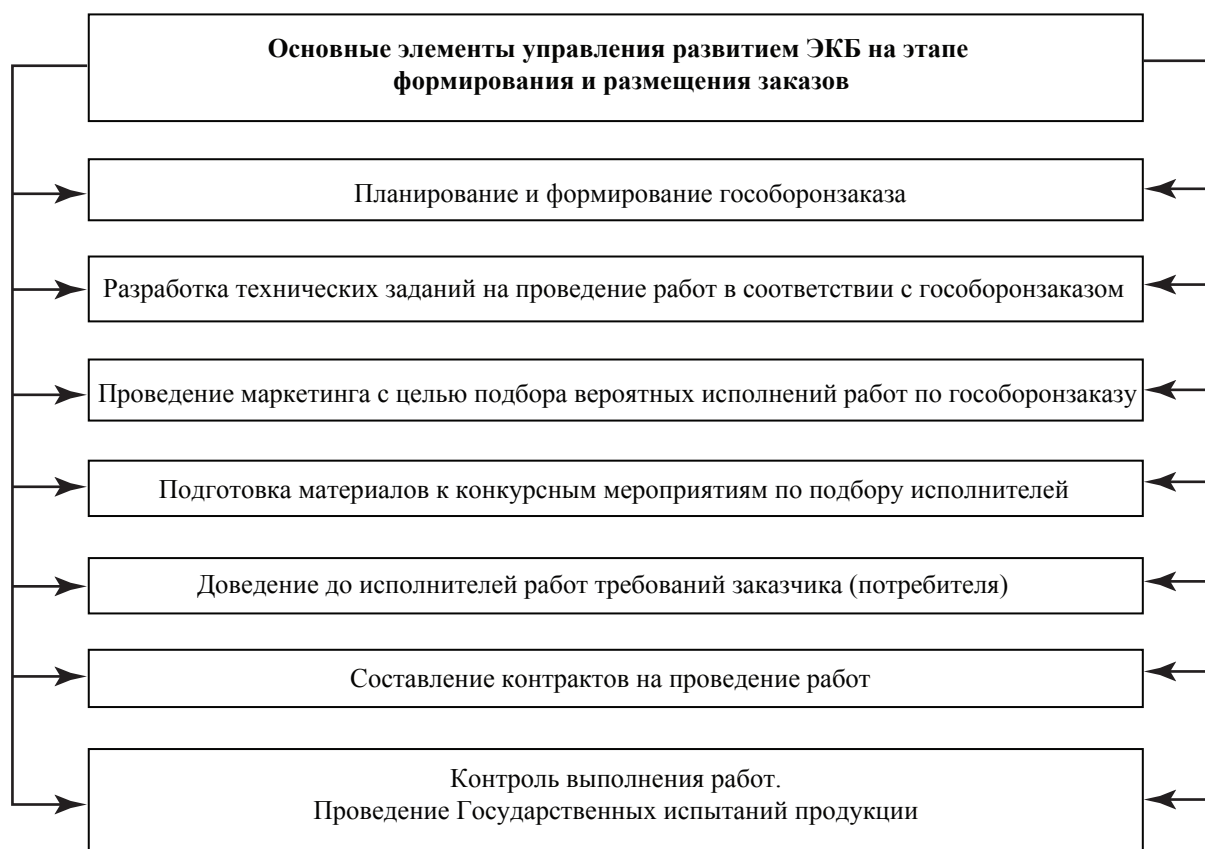 Основные элементы управления развитием ЭКБ на этапе
формирования и размещения заказов
Планирование и формирование гособоронзаказа
Разработка технических заданий на проведение работ в соответствии с гособоронзаказом
Проведение маркетинга с целью подбора вероятных исполнений работ по гособоронзаказу
Подготовка материалов к конкурсным мероприятиям по подбору исполнителей
Доведение до исполнителей работ требований заказчика (потребителя)
Составление контрактов на проведение работ
Контроль выполнения работ.
Проведение Государственных испытаний продукции